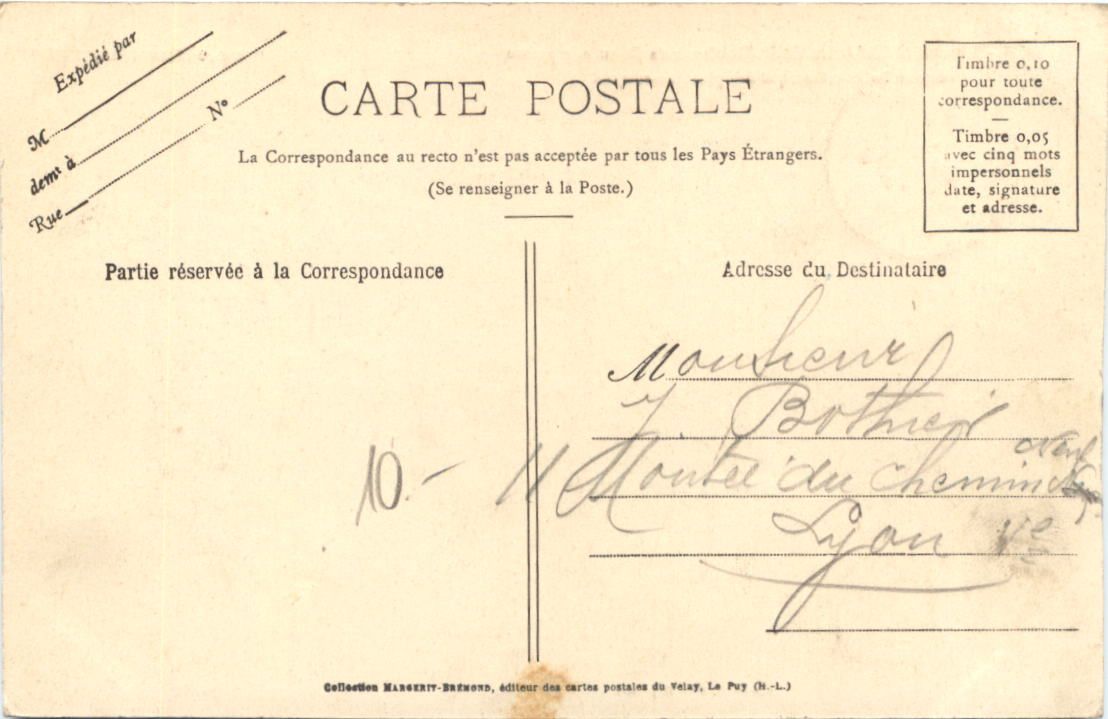 Expédié par
M
demt à
Rue
No
CARTE POSTALE
La Correspondance au recto n'est pas acceptée par tous les Pays Étrangers.
(Se renseigner à la Poste.)
Timbre 0,10
pour toute
correspondance.
Timbre 0,05
avec cinq mots
impersonnels
date, signature
et adresse.
Partie réservée à la Correspondance
Adresse du Destinataire
Monsieur
J Bothier
11 Montée du chemin
Lyon Ve
10.-
Collection MARGERIT-BRÉMOND, éditeur des cartes postales du Velay, Le Puy (H.-L.)